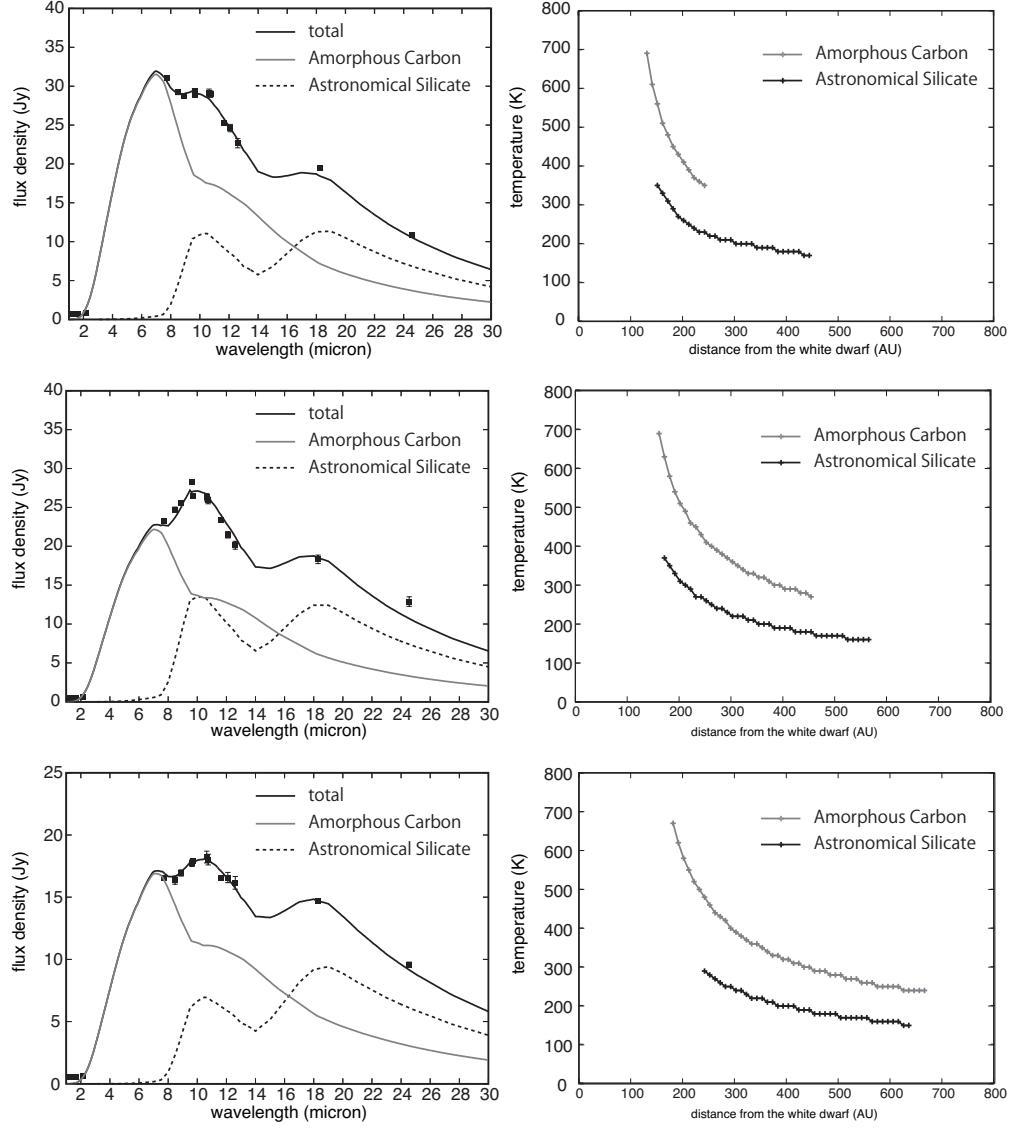 40
35
30
25
20
15
10
5
0
flux density (Jy)
total
Amorphous Carbon
Astronomical Silicate
2 4 6 8 10 12 14 16 18 20 22 24 26 28 30
wavelength (micron)
800
700
600
500
400
300
200
100
0
temperature (K)
Amorphous Carbon
Astronomical Silicate
0 100 200 300 400 500 600 700 800
distance from the white dwarf (AU)
40
35
30
25
20
15
10
5
0
flux density (Jy)
total
Amorphous Carbon
Astronomical Silicate
2 4 6 8 10 12 14 16 18 20 22 24 26 28 30
wavelength (micron)
800
700
600
500
400
300
200
100
0
temperature (K)
Amorphous Carbon
Astronomical Silicate
0 100 200 300 400 500 600 700 800
distance from the white dwarf (AU)
25
20
15
10
5
0
flux density (Jy)
total
Amorphous Carbon
Astronomical Silicate
2 4 6 8 10 12 14 16 18 20 22 24 26 28 30
wavelength (micron)
800
700
600
500
400
300
200
100
0
temperature (K)
Amorphous Carbon
Astronomical Silicate
0 100 200 300 400 500 600 700 800
distance from the white dwarf (AU)